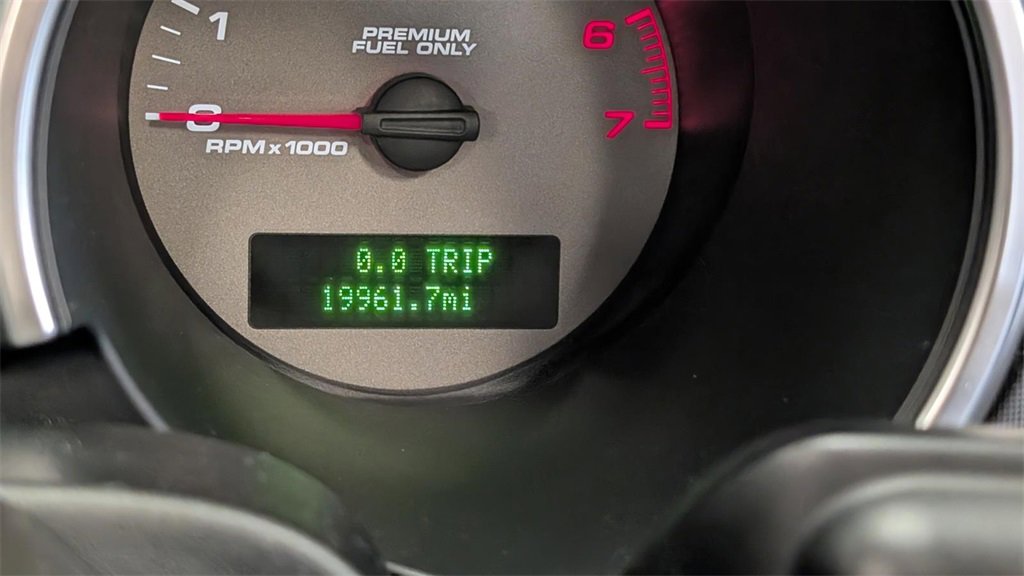 1
PREMIUM
FUEL ONLY
6
0
7
RPM x 1000
0.0 TRIP
19961.7mi